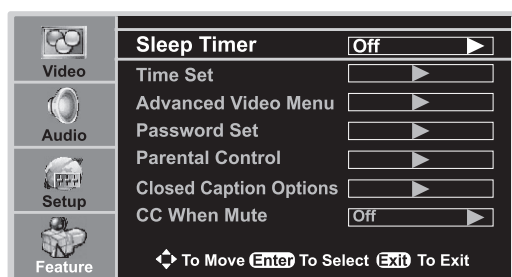 Video
Audio
Setup
Feature
Sleep Timer Off
Time Set
Advanced Video Menu
Password Set
Parental Control
Closed Caption Options
CC When Mute Off
To Move Enter To Select Exit To Exit